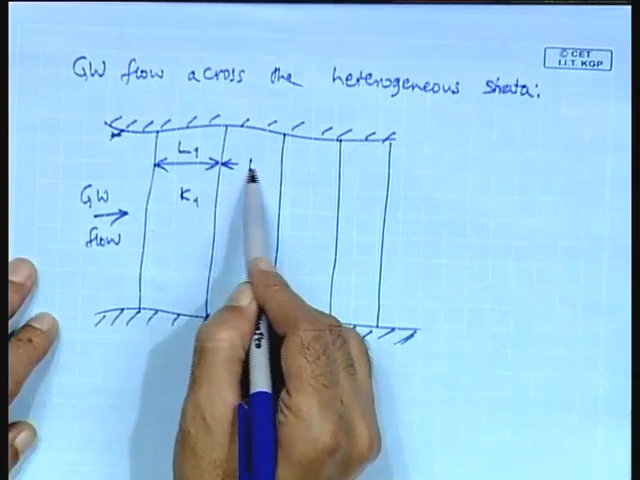 © CET
I.I.T. KGP
GW flow across the heterogeneous strata:
L1
GW
flow
K1